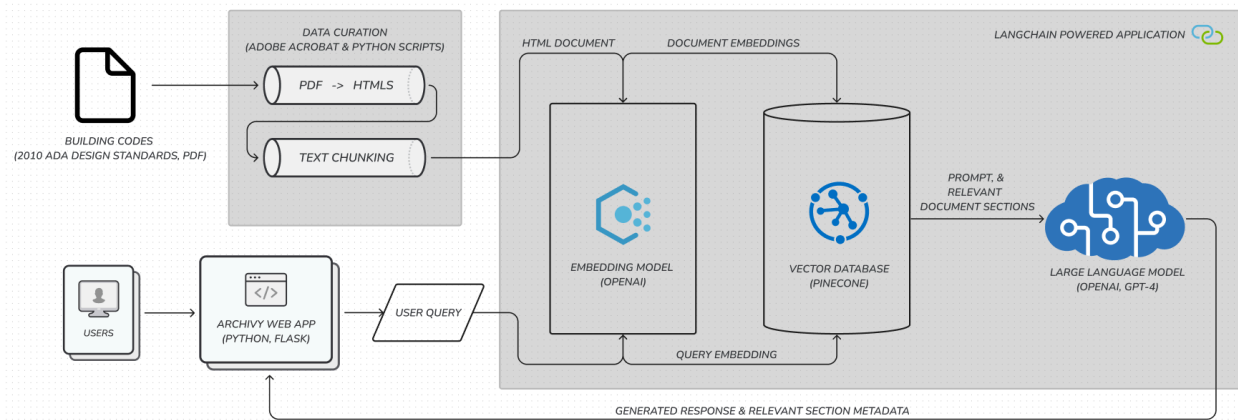 DATA CURATION
(ADOBE ACROBAT & PYTHON SCRIPTS)
PDF -> HTMLS
TEXT CHUNKING
BUILDING CODES
(2010 ADA DESIGN STANDARDS, PDF)
HTML DOCUMENT
DOCUMENT EMBEDDINGS
LANGCHAIN POWERED APPLICATION
EMBEDDING MODEL
(OPENAI)
VECTOR DATABASE
(PINECONE)
PROMPT, &
RELEVANT
DOCUMENT SECTIONS
LARGE LANGUAGE MODEL
(OPENAI, GPT-4)
USERS
</>
ARCHIVY WEB APP
(PYTHON, FLASK)
USER QUERY
QUERY EMBEDDING
GENERATED RESPONSE & RELEVANT SECTION METADATA